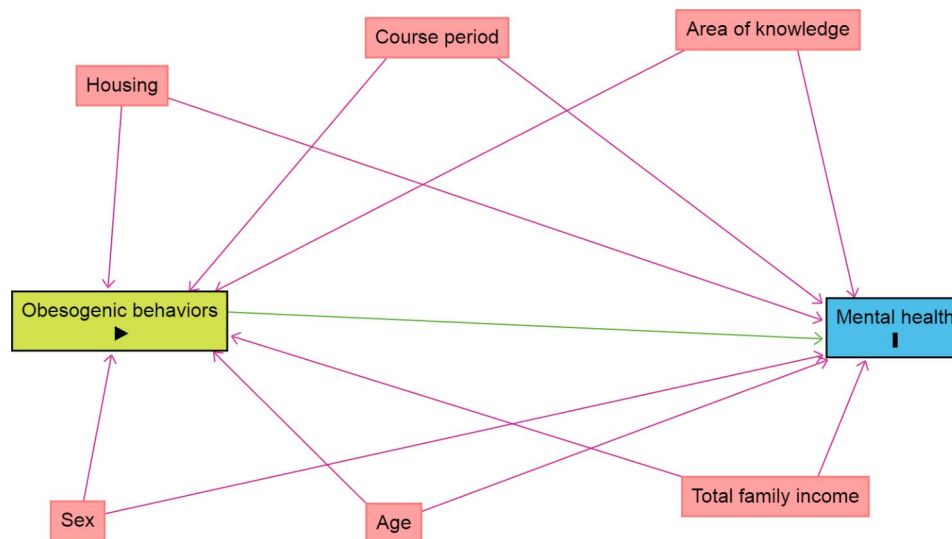 Area of knowledge
Course period
Housing
Obesogenic behaviors
Mental health
Total family income
Sex
Age